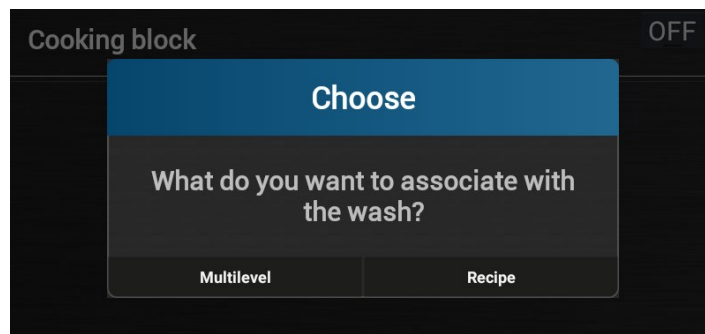 Cooking block OFF
Choose
What do you want to associate with
the wash?
Multilevel Recipe